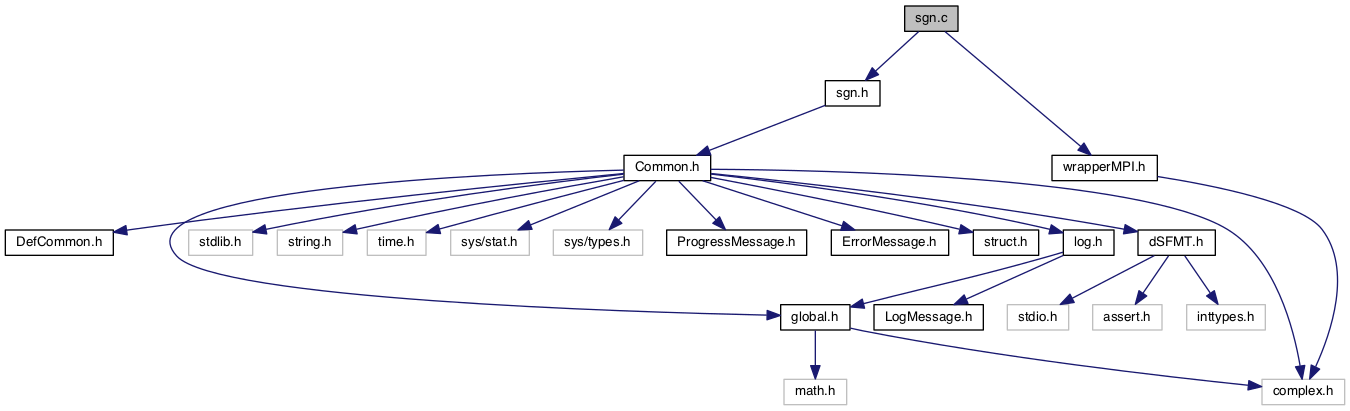 sgn.c
sgn.h
Common.h
wrapperMPI.h
DefCommon.h
stdlib.h
string.h
time.h
sys/stat.h
sys/types.h
ProgressMessage.h
ErrorMessage.h
struct.h
log.h
dSFMT.h
global.h
LogMessage.h
stdio.h
assert.h
inttypes.h
math.h
complex.h